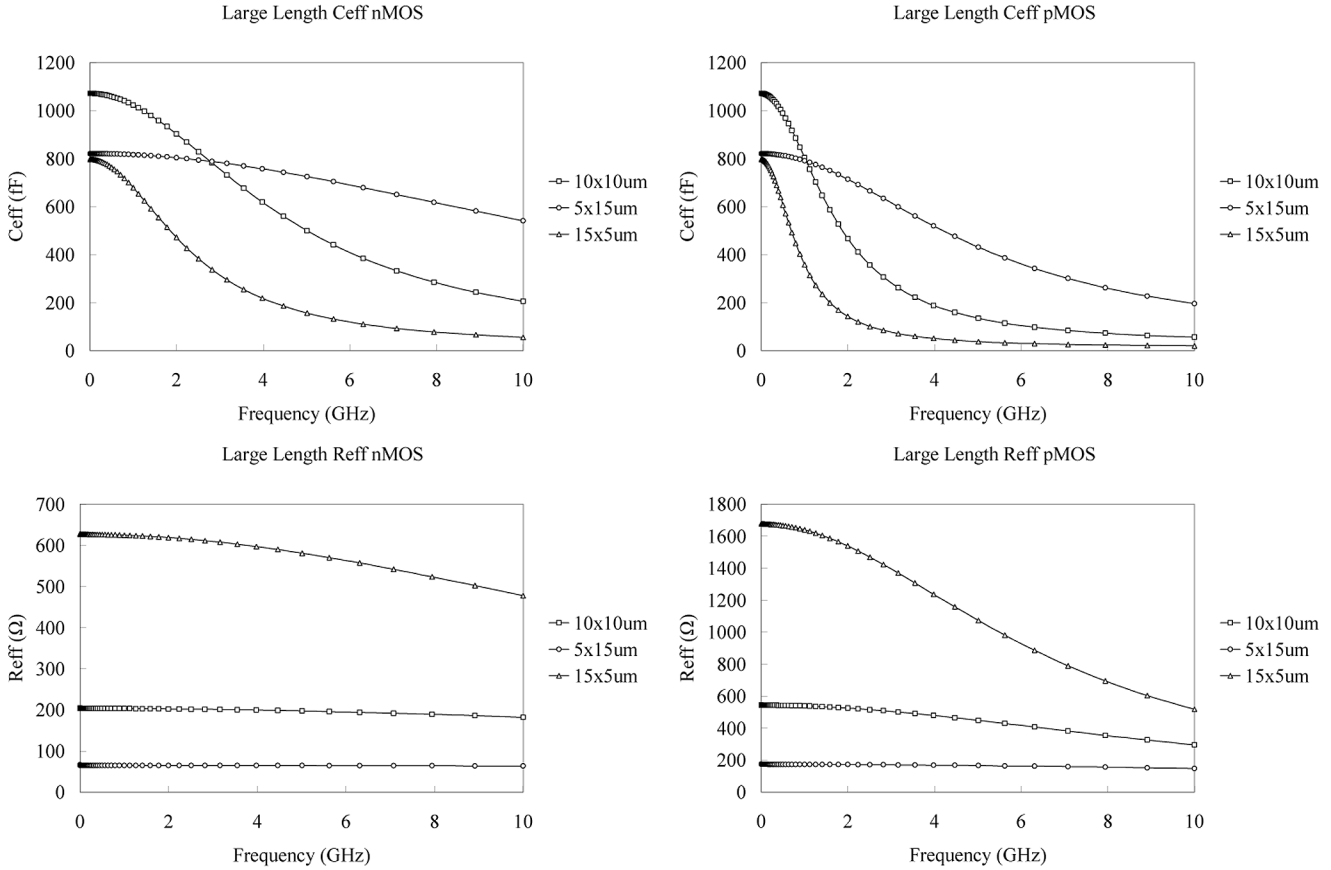 Large Length Ceff nMOS
Ceff (fF)
1200
1000
800
600
400
200
0
0 2 4 6 8 10
Frequency (GHz)
10x10um
5x15um
15x5um
Large Length Ceff pMOS
Ceff (fF)
1200
1000
800
600
400
200
0
0 2 4 6 8 10
Frequency (GHz)
10x10um
5x15um
15x5um
Large Length Reff nMOS
Reff (Ω)
700
600
500
400
300
200
100
0
0 2 4 6 8 10
Frequency (GHz)
10x10um
5x15um
15x5um
Large Length Reff pMOS
Reff (Ω)
1800
1600
1400
1200
1000
800
600
400
200
0
0 2 4 6 8 10
Frequency (GHz)
10x10um
5x15um
15x5um